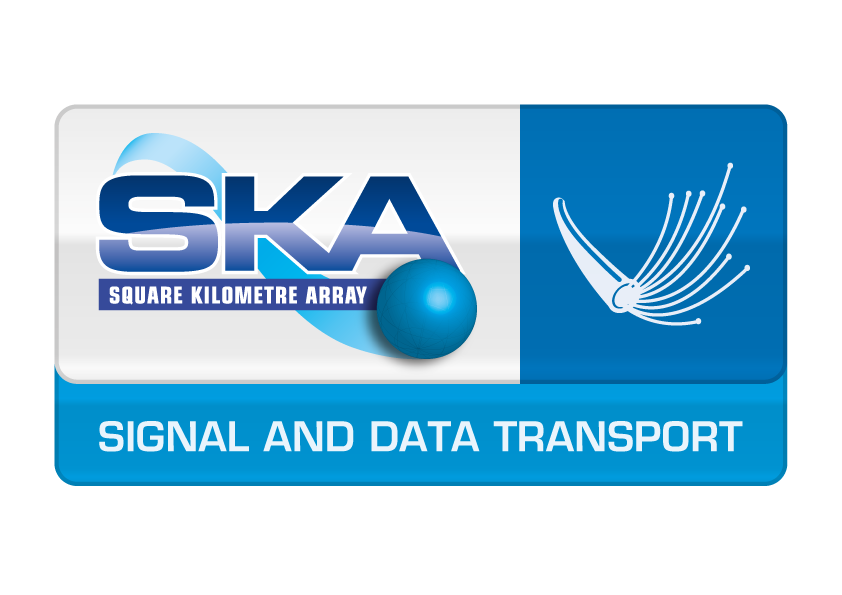 SKA
SQUARE KILOMETRE ARRAY
SIGNAL AND DATA TRANSPORT